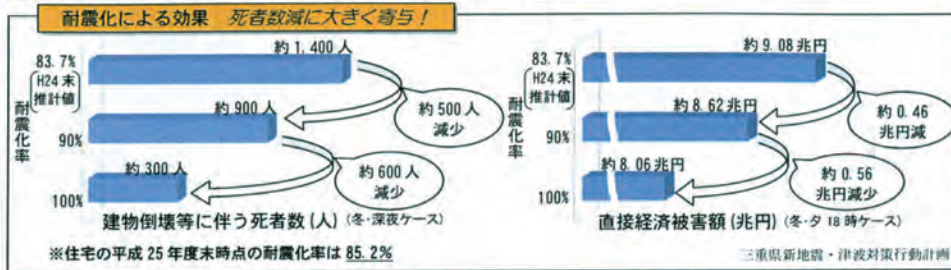 耐震化による効果 死者数減に大きく寄与！
耐震化率
83.7%
H24末
推計値
約1,400人
約500人
減少
90%
約900人
約600人
減少
100%
約300人
建物倒壊等に伴う死者数(人) (冬・深夜ケース)
耐震化率
83.7%
H24末
推計値
約9.08兆円
約0.46
兆円減
90%
約8.62兆円
約0.56
兆円減少
100%
約8.06兆円
直接経済被害額(兆円) (冬・夕18時ケース)
※住宅の平成25年度末時点の耐震化率は85.2%
三重県新地震・津波対策行動計画